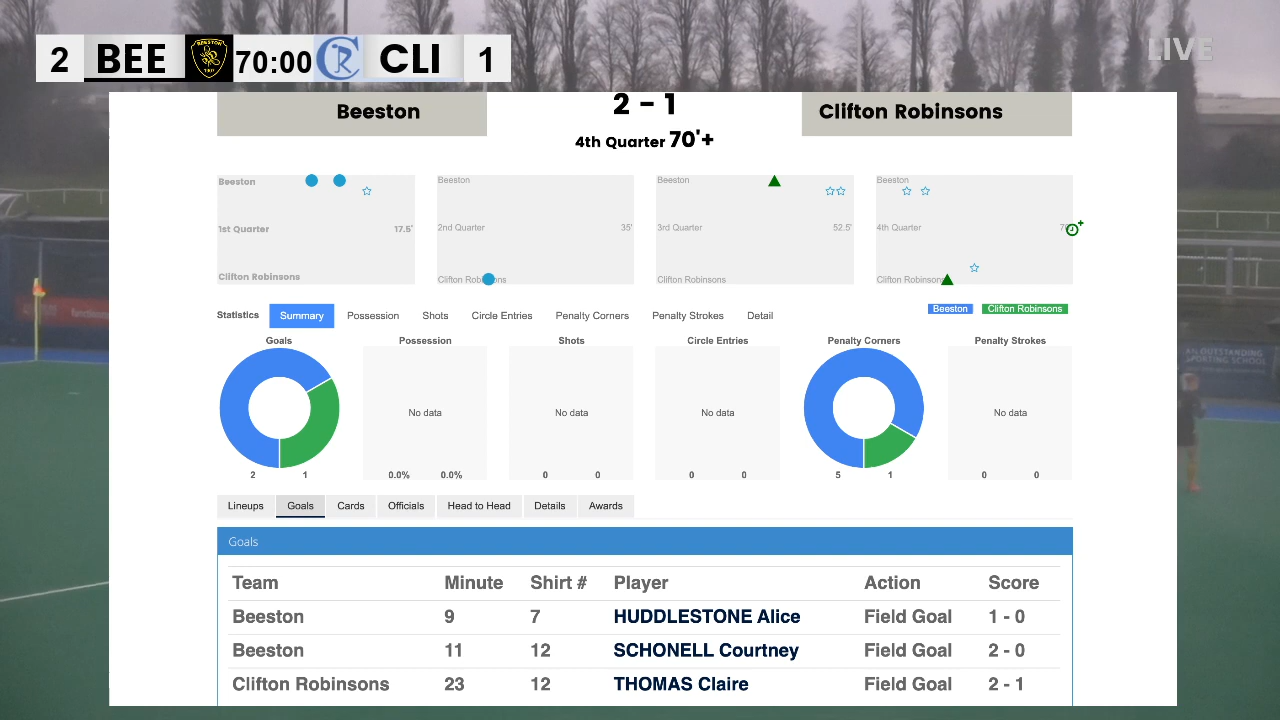 2 BEE 70:00 CLI 1
LIVE
Beeston 2 - 1 Clifton Robinsons
4th Quarter 70'+
Beeston Beeston Beeston Beeston
1st Quarter 17.5' 2nd Quarter 35' 3rd Quarter 52.5' 4th Quarter
Clifton Robinsons Clifton Robinsons Clifton Robinsons Clifton Robinsons
Statistics Summary Possession Shots Circle Entries Penalty Corners Penalty Strokes Detail Beeston Clifton Robinsons
Goals Possession Shots Circle Entries Penalty Corners Penalty Strokes
No data No data No data No data
2 1 0.0% 0.0% 0 0 0 0 5 1 0 0
Lineups Goals Cards Officials Head to Head Details Awards
Goals
Team Minute Shirt # Player Action Score
Beeston 9 7 HUDDLESTONE Alice Field Goal 1 - 0
Beeston 11 12 SCHONELL Courtney Field Goal 2 - 0
Clifton Robinsons 23 12 THOMAS Claire Field Goal 2 - 1
AN OUTSTANDING
SPORTING SCHOOL